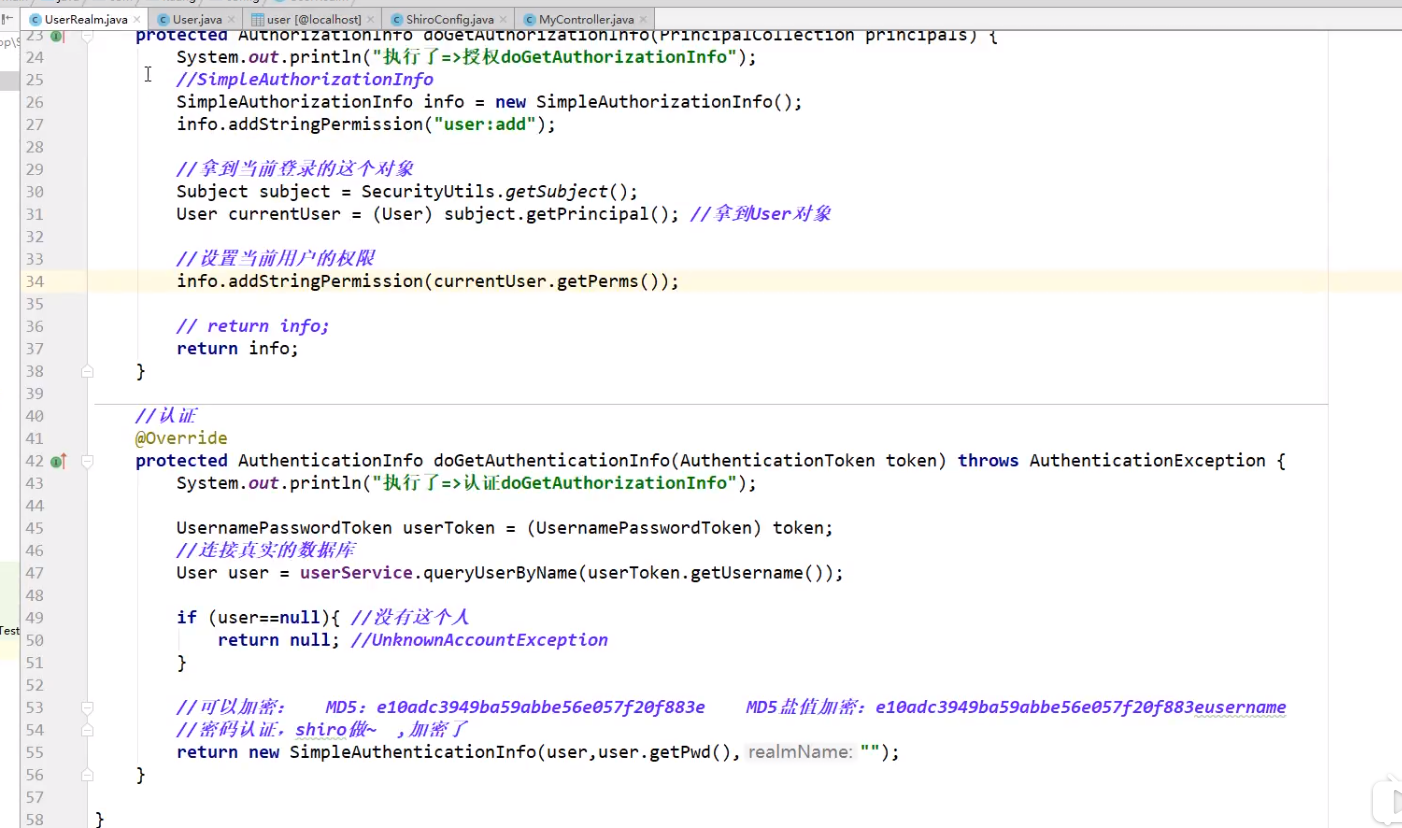 UserRealm.java × User.java × user [@localhost] × ShiroConfig.java × MyController.java ×
23 protected AuthorizationInfo doGetAuthorizationInfo(PrincipalCollection principals) {
24 System.out.println("执行了=>授权doGetAuthorizationInfo");
25 //SimpleAuthorizationInfo
26 SimpleAuthorizationInfo info = new SimpleAuthorizationInfo();
27 info.addStringPermission("user:add");
28
29 //拿到当前登录的这个对象
30 Subject subject = SecurityUtils.getSubject();
31 User currentUser = (User) subject.getPrincipal(); //拿到User对象
32
33 //设置当前用户的权限
34 info.addStringPermission(currentUser.getPerms());
35
36 // return info;
37 return info;
38 }
39
40 //认证
41 @Override
42 protected AuthenticationInfo doGetAuthenticationInfo(AuthenticationToken token) throws AuthenticationException {
43 System.out.println("执行了=>认证doGetAuthorizationInfo");
44
45 UsernamePasswordToken userToken = (UsernamePasswordToken) token;
46 //连接真实的数据库
47 User user = userService.queryUserByName(userToken.getUsername());
48
49 if (user==null){ //没有这个人
Test
50 return null; //UnknownAccountException
51 }
52
53 //可以加密： MD5：e10adc3949ba59abbe56e057f20f883e MD5盐值加密：e10adc3949ba59abbe56e057f20f883eusername
54 //密码认证，shiro做~ ,加密了
55 return new SimpleAuthenticationInfo(user,user.getPwd(), realmName: "");
56 }
57
58 }